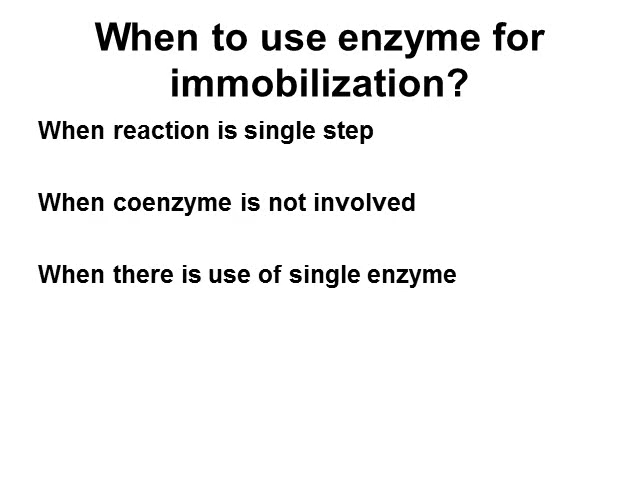 When to use enzyme for
immobilization?
When reaction is single step
When coenzyme is not involved
When there is use of single enzyme